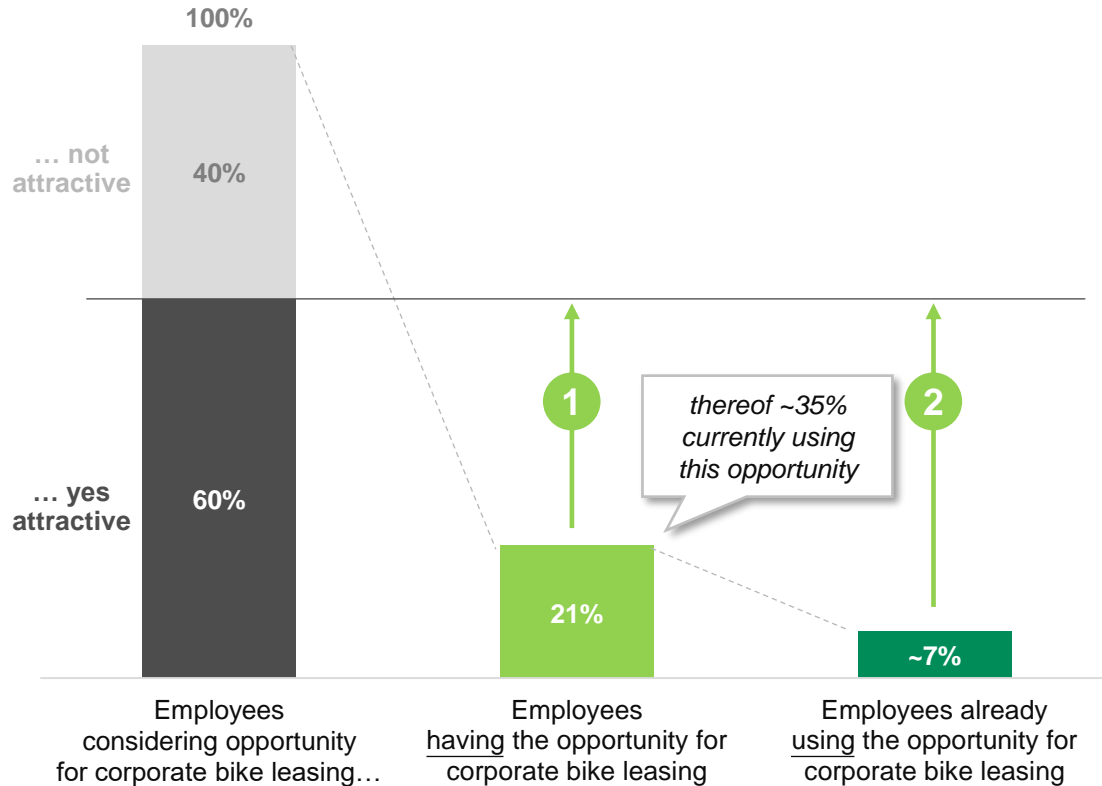 100%
… not
attractive
40%
… yes
attractive
60%
1
thereof ~35%
currently using
this opportunity
2
21%
~7%
Employees
considering opportunity
for corporate bike leasing…
Employees
having the opportunity for
corporate bike leasing
Employees already
using the opportunity for
corporate bike leasing